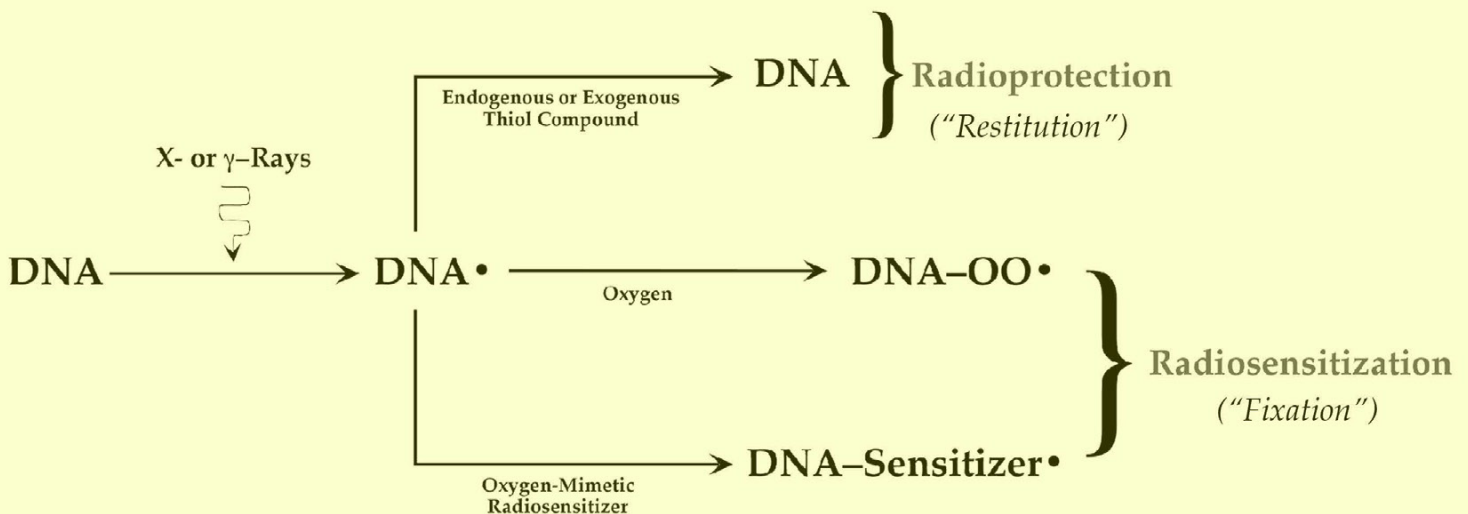 DNA
Radioprotection
("Restitution")
Endogenous or Exogenous
Thiol Compound
X- or γ–Rays
DNA
DNA•
Oxygen
DNA–OO•
Radiosensitization
("Fixation")
DNA–Sensitizer•
Oxygen-Mimetic
Radiosensitizer